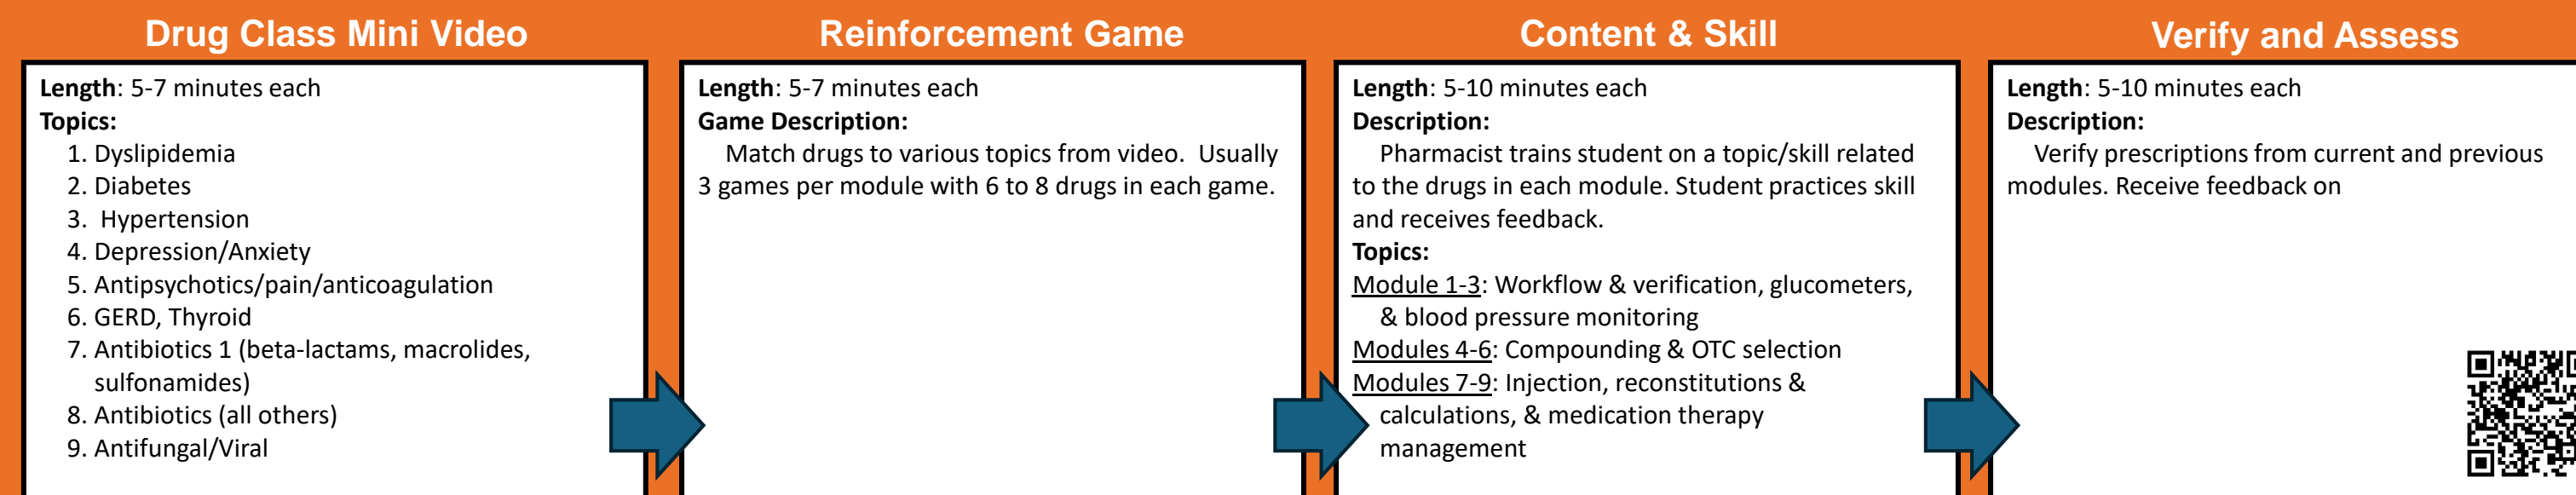 Drug Class Mini Video
Length: 5-7 minutes each
Topics:
1. Dyslipidemia
2. Diabetes
3. Hypertension
4. Depression/Anxiety
5. Antipsychotics/pain/anticoagulation
6. GERD, Thyroid
7. Antibiotics 1 (beta-lactams, macrolides,
sulfonamides)
8. Antibiotics (all others)
9. Antifungal/Viral
Reinforcement Game
Length: 5-7 minutes each
Game Description:
Match drugs to various topics from video. Usually
3 games per module with 6 to 8 drugs in each game.
Content & Skill
Length: 5-10 minutes each
Description:
Pharmacist trains student on a topic/skill related
to the drugs in each module. Student practices skill
and receives feedback.
Topics:
Module 1-3: Workflow & verification, glucometers,
& blood pressure monitoring
Modules 4-6: Compounding & OTC selection
Modules 7-9: Injection, reconstitutions &
calculations, & medication therapy
management
Verify and Assess
Length: 5-10 minutes each
Description:
Verify prescriptions from current and previous
modules. Receive feedback on